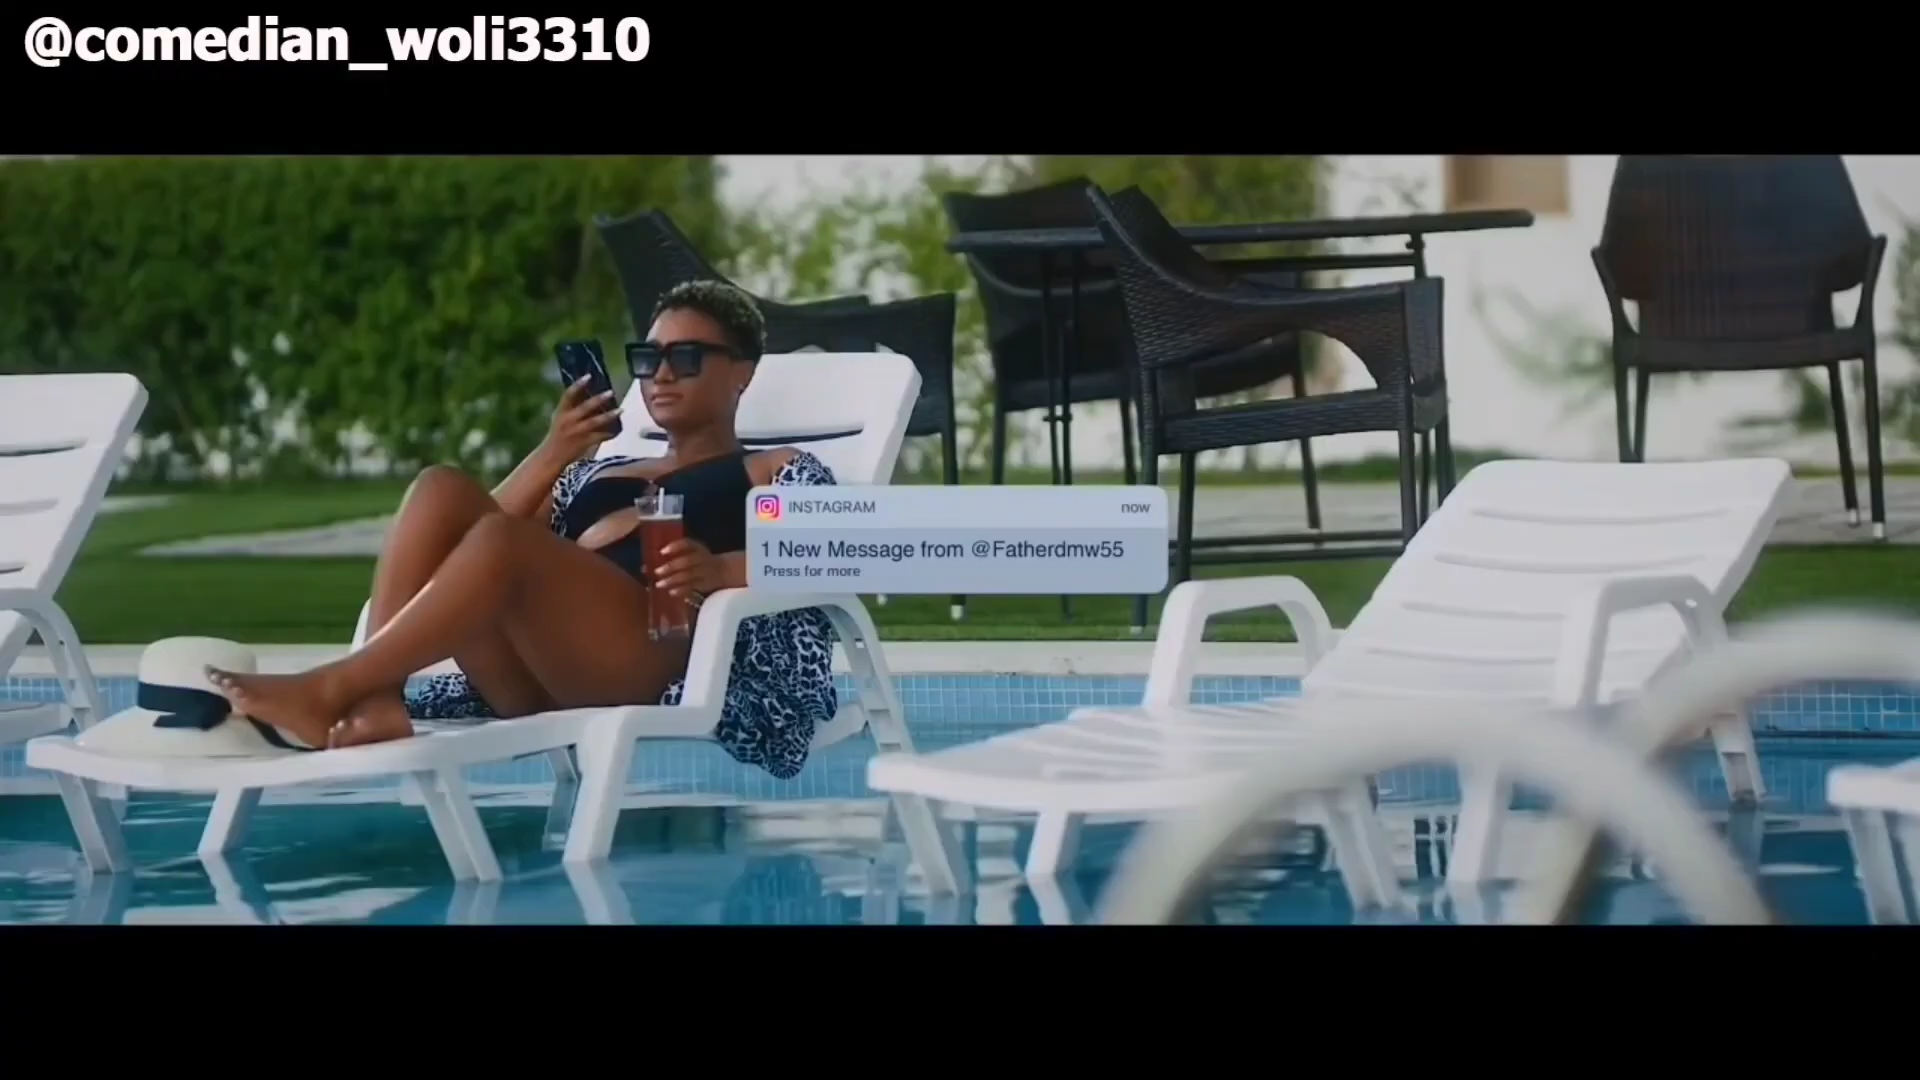 @comedian_woli3310
INSTAGRAM now
1 New Message from @Fatherdmw55
Press for more